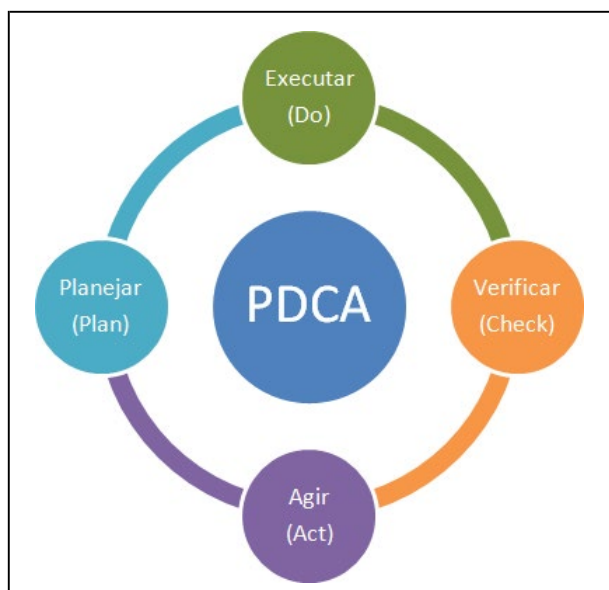 Executar
(Do)
Planejar
(Plan)
PDCA
Verificar
(Check)
Agir
(Act)